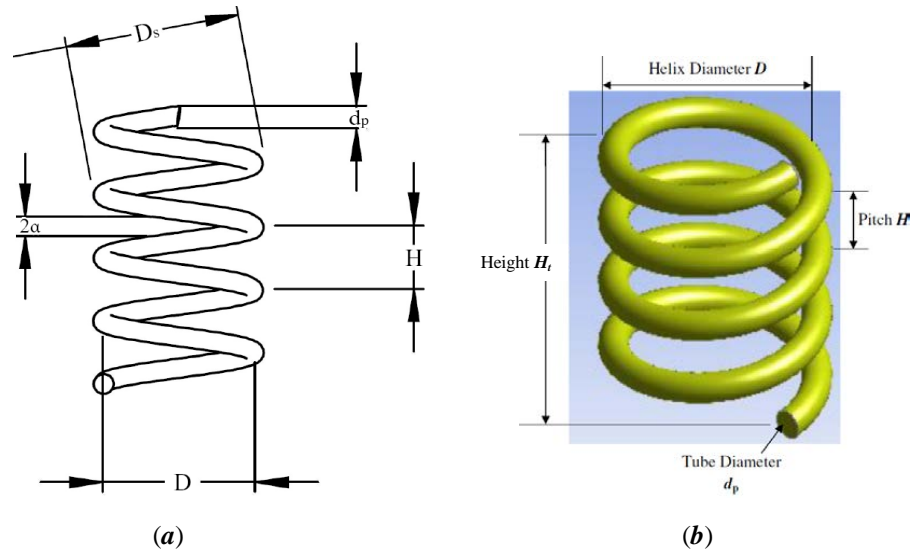 Ds
dp
2α
H
D
(a)
Helix Diameter D
Height Ht
Pitch H
Tube Diameter
dp
(b)